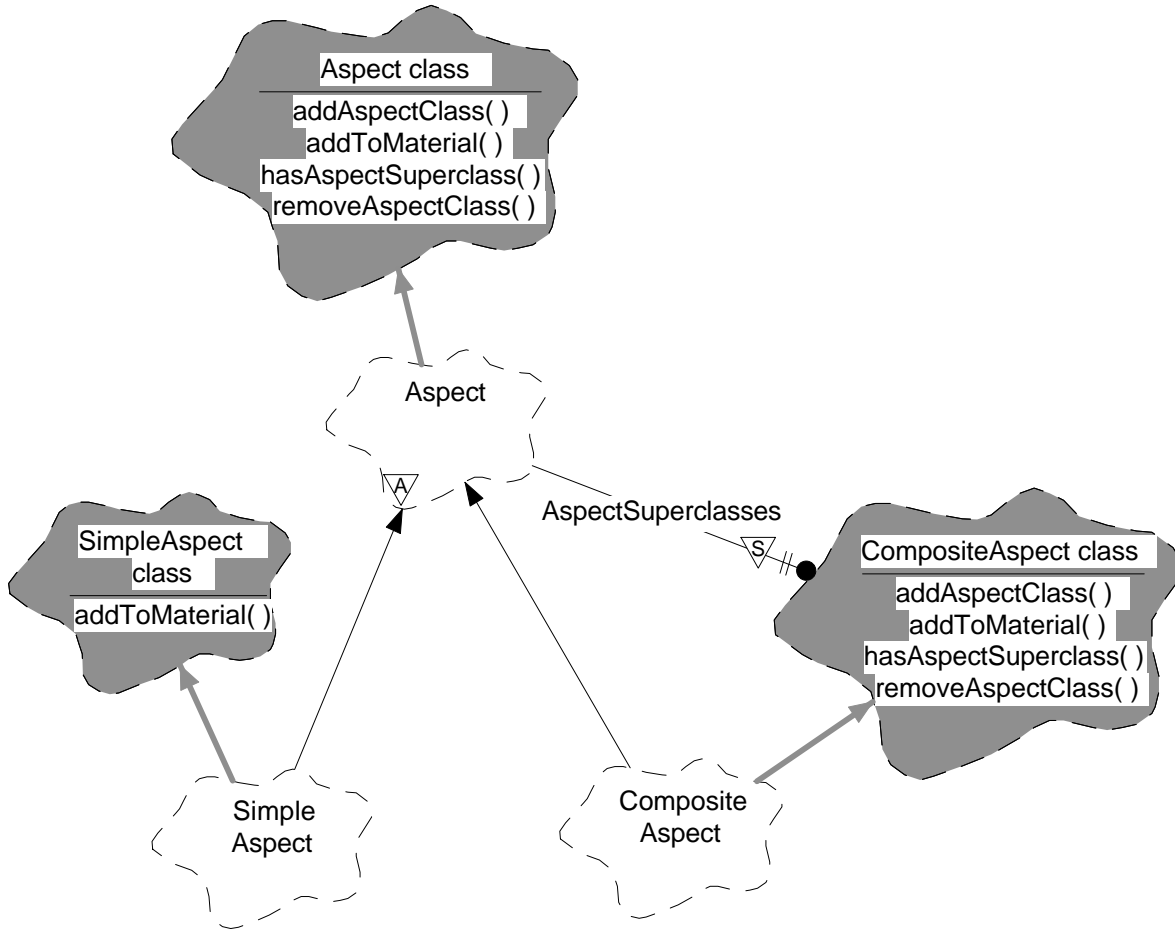 Aspect class
addAspectClass( )
addToMaterial( )
hasAspectSuperclass( )
removeAspectClass( )
Aspect
A
AspectSuperclasses
S
SimpleAspect
class
addToMaterial( )
CompositeAspect class
addAspectClass( )
addToMaterial( )
hasAspectSuperclass( )
removeAspectClass( )
Simple
Aspect
Composite
Aspect